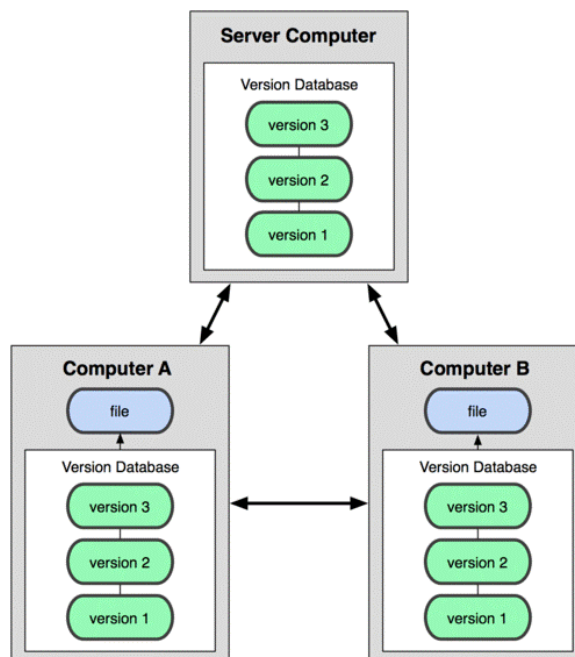 Server Computer
Version Database
version 3
version 2
version 1
Computer A
file
Version Database
version 3
version 2
version 1
Computer B
file
Version Database
version 3
version 2
version 1